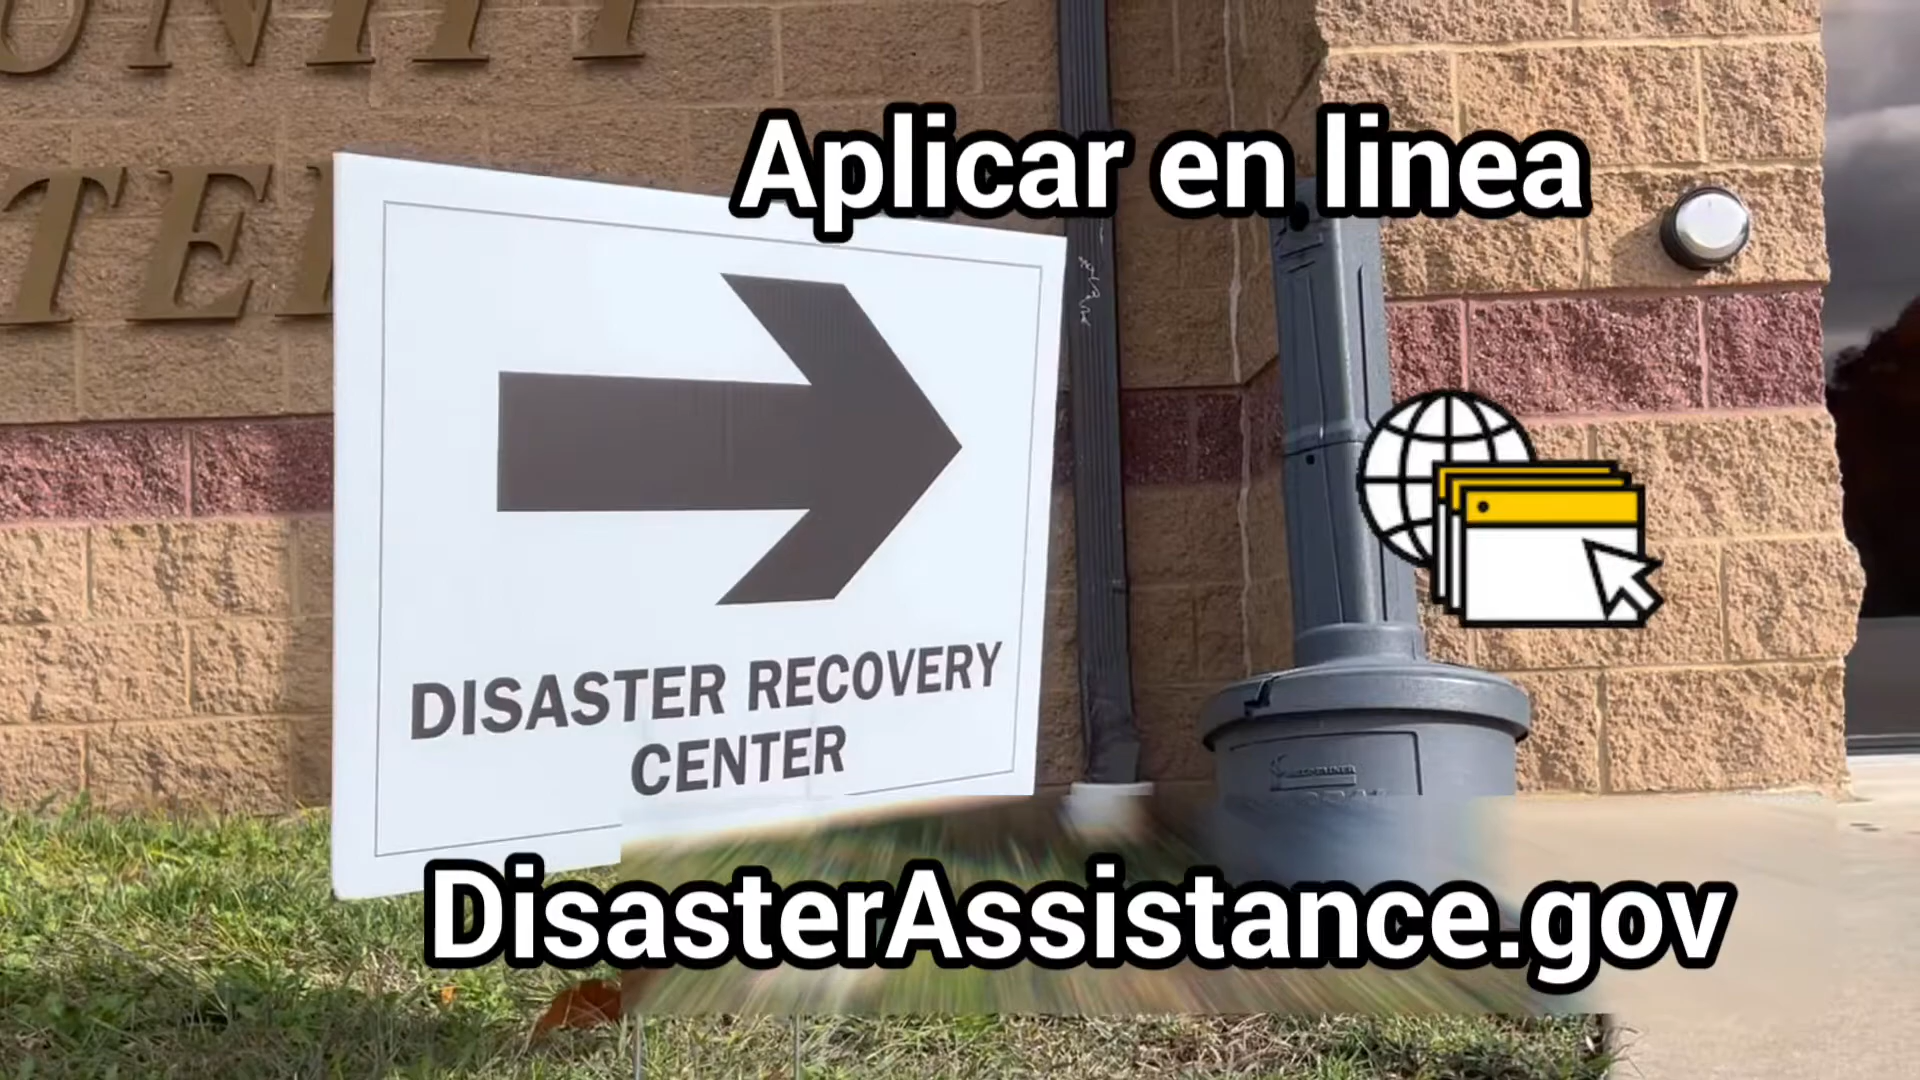 Aplicar en linea
DISASTER RECOVERY
CENTER
DisasterAssistance.gov